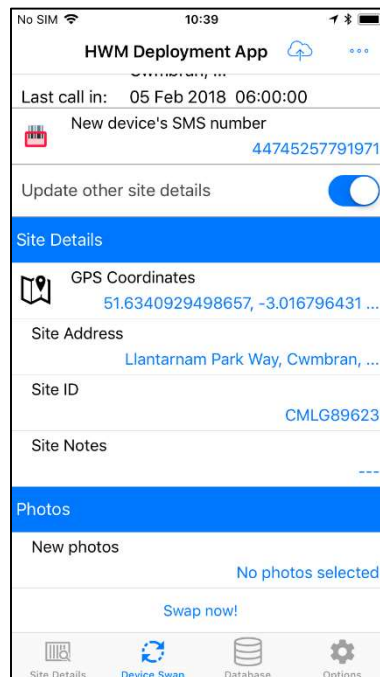 No SIM 10:39
HWM Deployment App
Cwmbran, ...
Last call in: 05 Feb 2018 06:00:00
New device's SMS number
44745257791971
Update other site details
Site Details
GPS Coordinates
51.6340929498657, -3.016796431 ...
Site Address
Llantarnam Park Way, Cwmbran, ...
Site ID
CMLG89623
Site Notes
---
Photos
New photos
No photos selected
Swap now!
Site Details Device Swap Database Options